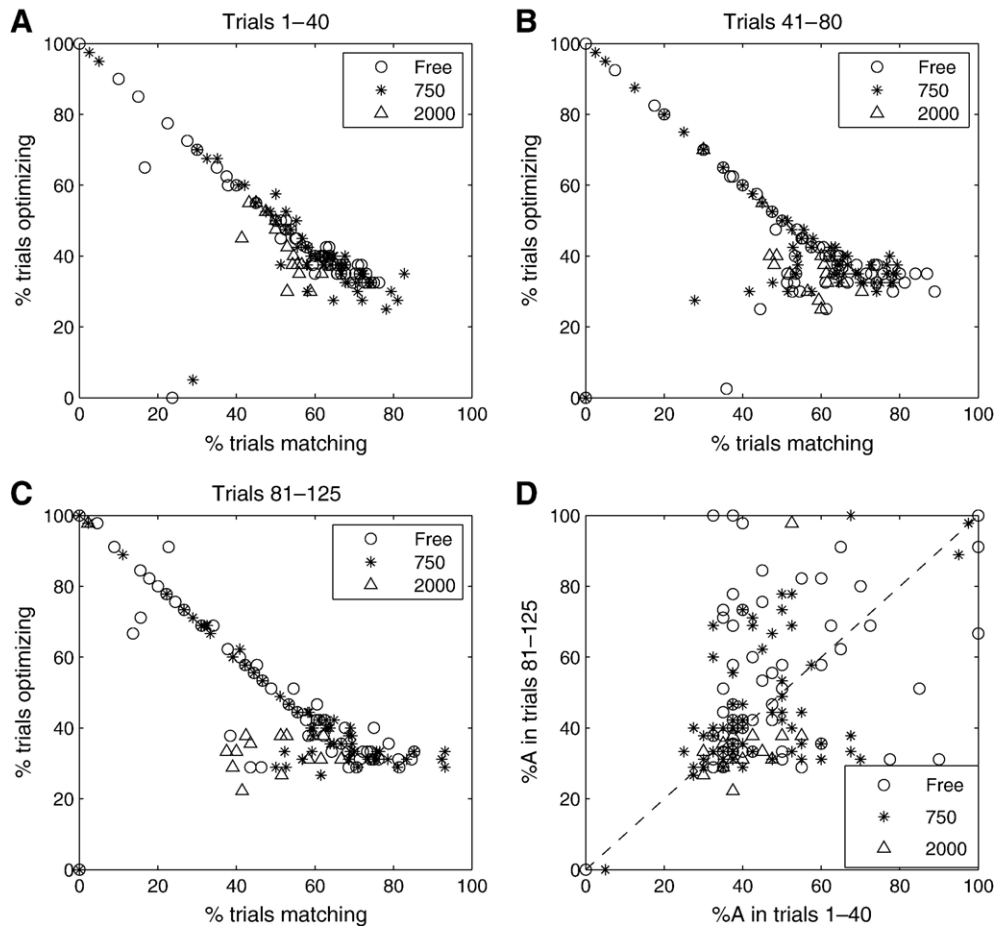 A
Trials 1–40
100
80
60
40
20
0
0 20 40 60 80 100
% trials optimizing
% trials matching
Free
750
2000
B
Trials 41–80
100
80
60
40
20
0
0 20 40 60 80 100
% trials optimizing
% trials matching
Free
750
2000
C
Trials 81–125
100
80
60
40
20
0
0 20 40 60 80 100
% trials optimizing
% trials matching
Free
750
2000
D
100
80
60
40
20
0
0 20 40 60 80 100
%A in trials 81–125
%A in trials 1–40
Free
750
2000